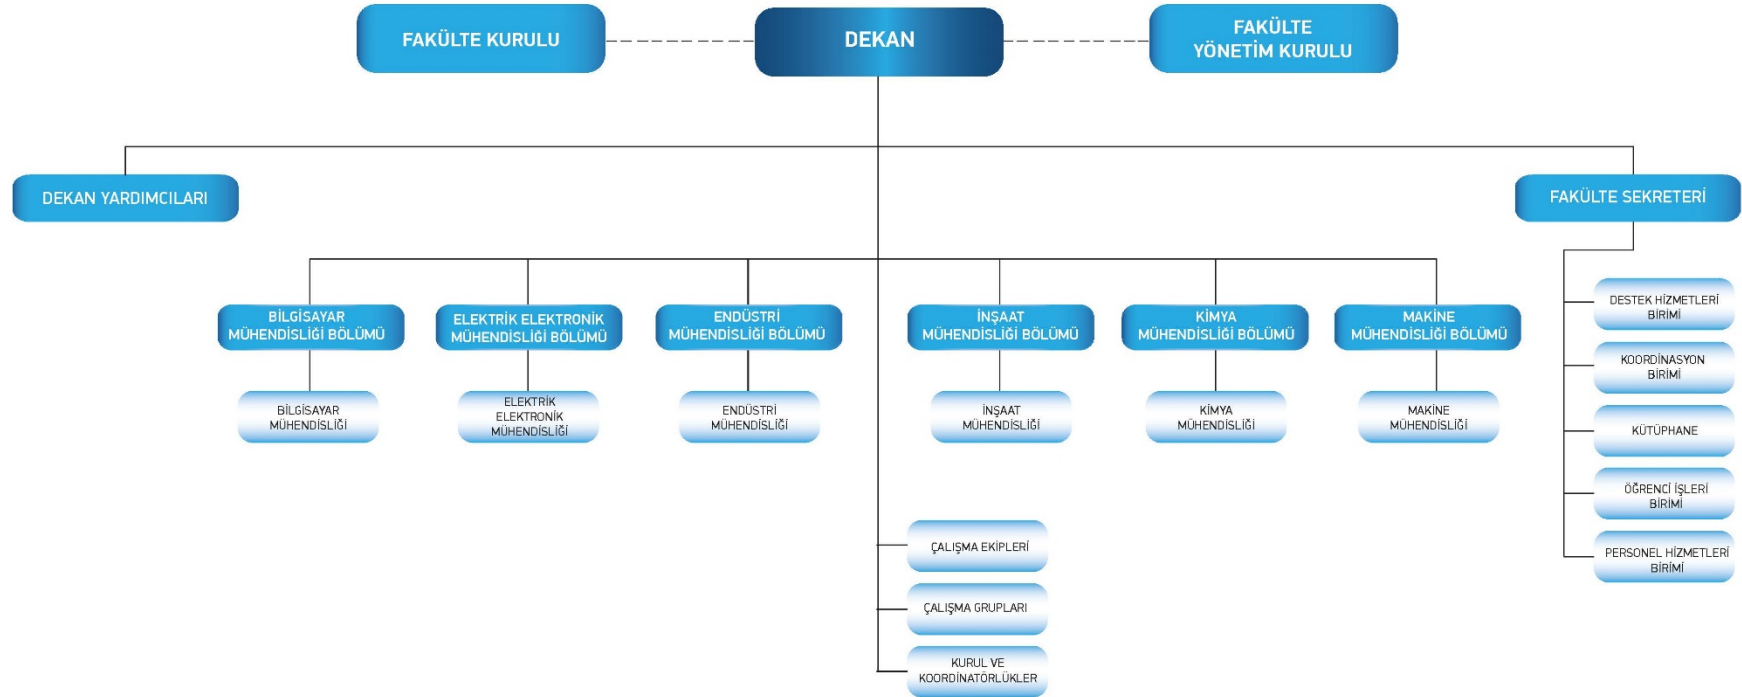 FAKÜLTE KURULU
DEKAN
FAKÜLTE
YÖNETİM KURULU
DEKAN YARDIMCILARI
FAKÜLTE SEKRETERİ
BİLGİSAYAR
MÜHENDİSLİĞİ BÖLÜMÜ
ELEKTRİK ELEKTRONİK
MÜHENDİSLİĞİ BÖLÜMÜ
ENDÜSTRİ
MÜHENDİSLİĞİ BÖLÜMÜ
İNŞAAT
MÜHENDİSLİĞİ BÖLÜMÜ
KİMYA
MÜHENDİSLİĞİ BÖLÜMÜ
MAKİNE
MÜHENDİSLİĞİ BÖLÜMÜ
BİLGİSAYAR
MÜHENDİSLİĞİ
ELEKTRİK
ELEKTRONİK
MÜHENDİSLİĞİ
ENDÜSTRİ
MÜHENDİSLİĞİ
İNŞAAT
MÜHENDİSLİĞİ
KİMYA
MÜHENDİSLİĞİ
MAKİNE
MÜHENDİSLİĞİ
DESTEK HİZMETLERİ
BİRİMİ
KOORDİNASYON
BİRİMİ
KÜTÜPHANE
ÖĞRENCİ İŞLERİ
BİRİMİ
PERSONEL HİZMETLERİ
BİRİMİ
ÇALIŞMA EKİPLERİ
ÇALIŞMA GRUPLARI
KURUL VE
KOORDİNATÖRLÜKLER